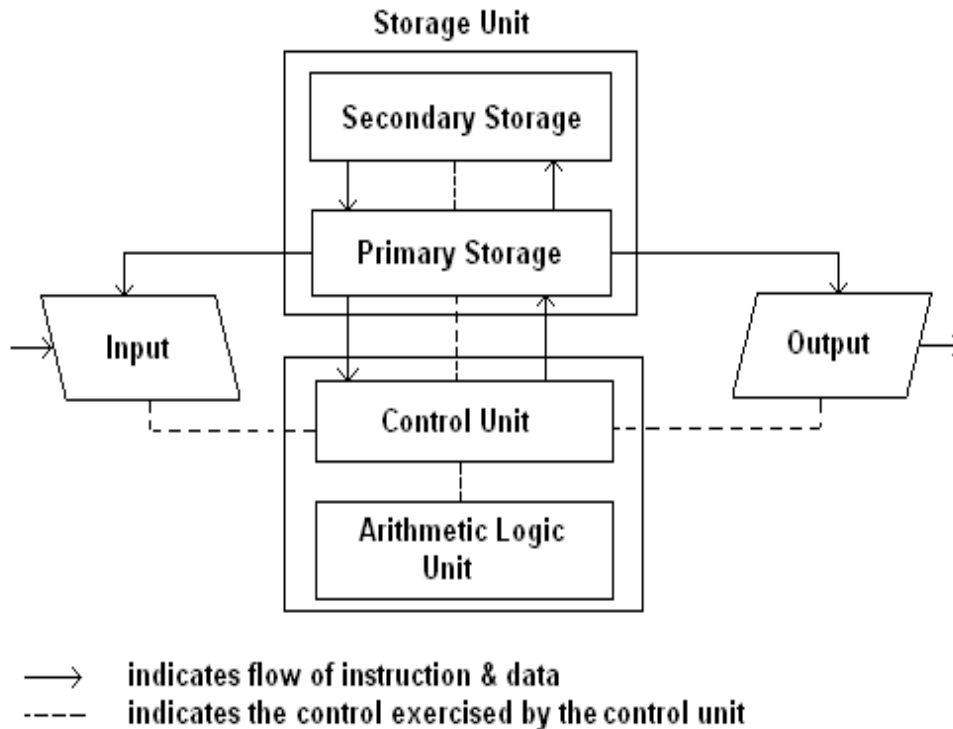 Storage Unit
Secondary Storage
Primary Storage
Input
Output
Control Unit
Arithmetic Logic
Unit
indicates flow of instruction & data
indicates the control exercised by the control unit